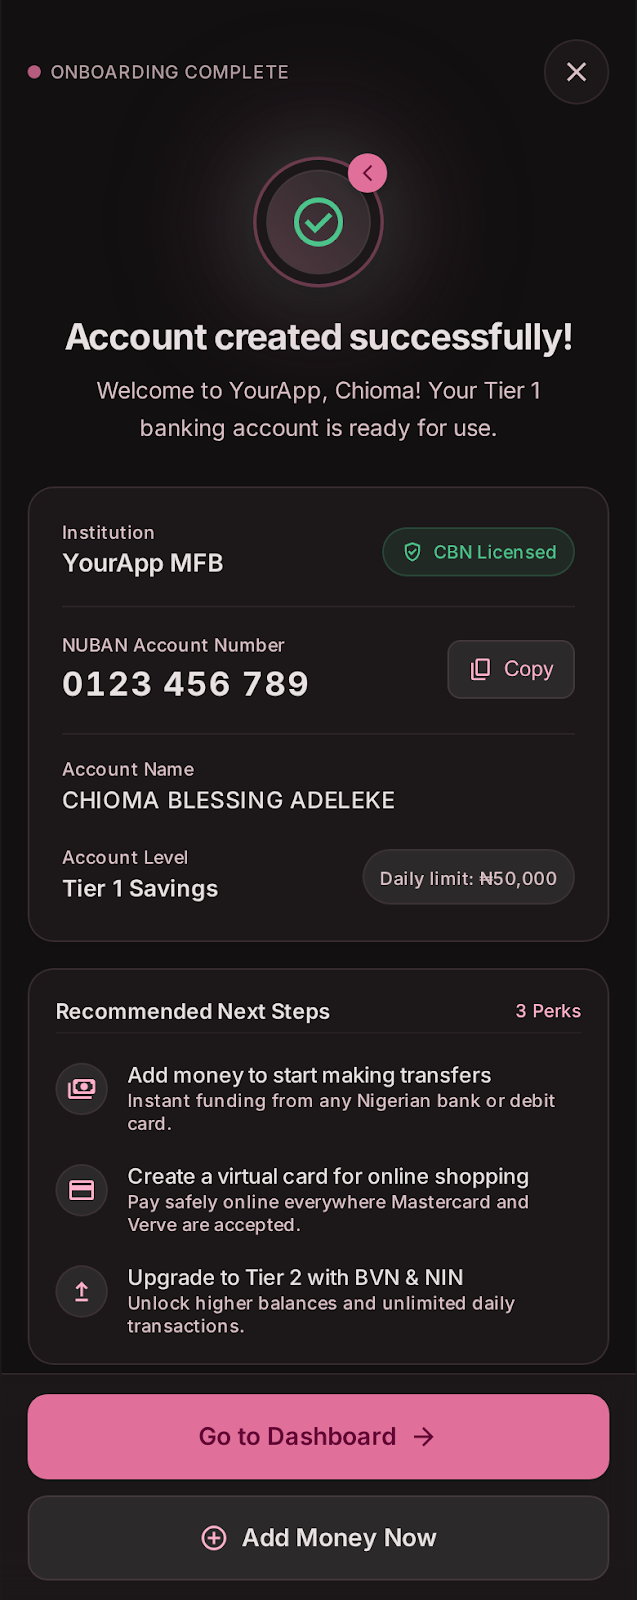 ONBOARDING COMPLETE
Account created successfully!
Welcome to YourApp, Chioma! Your Tier 1
banking account is ready for use.
Institution
YourApp MFB
CBN Licensed
NUBAN Account Number
0123 456 789
Copy
Account Name
CHIOMA BLESSING ADELEKE
Account Level
Tier 1 Savings
Daily limit: ₦50,000
Recommended Next Steps
3 Perks
Add money to start making transfers
Instant funding from any Nigerian bank or debit
card.
Create a virtual card for online shopping
Pay safely online everywhere Mastercard and
Verve are accepted.
Upgrade to Tier 2 with BVN & NIN
Unlock higher balances and unlimited daily
transactions.
Go to Dashboard
Add Money Now